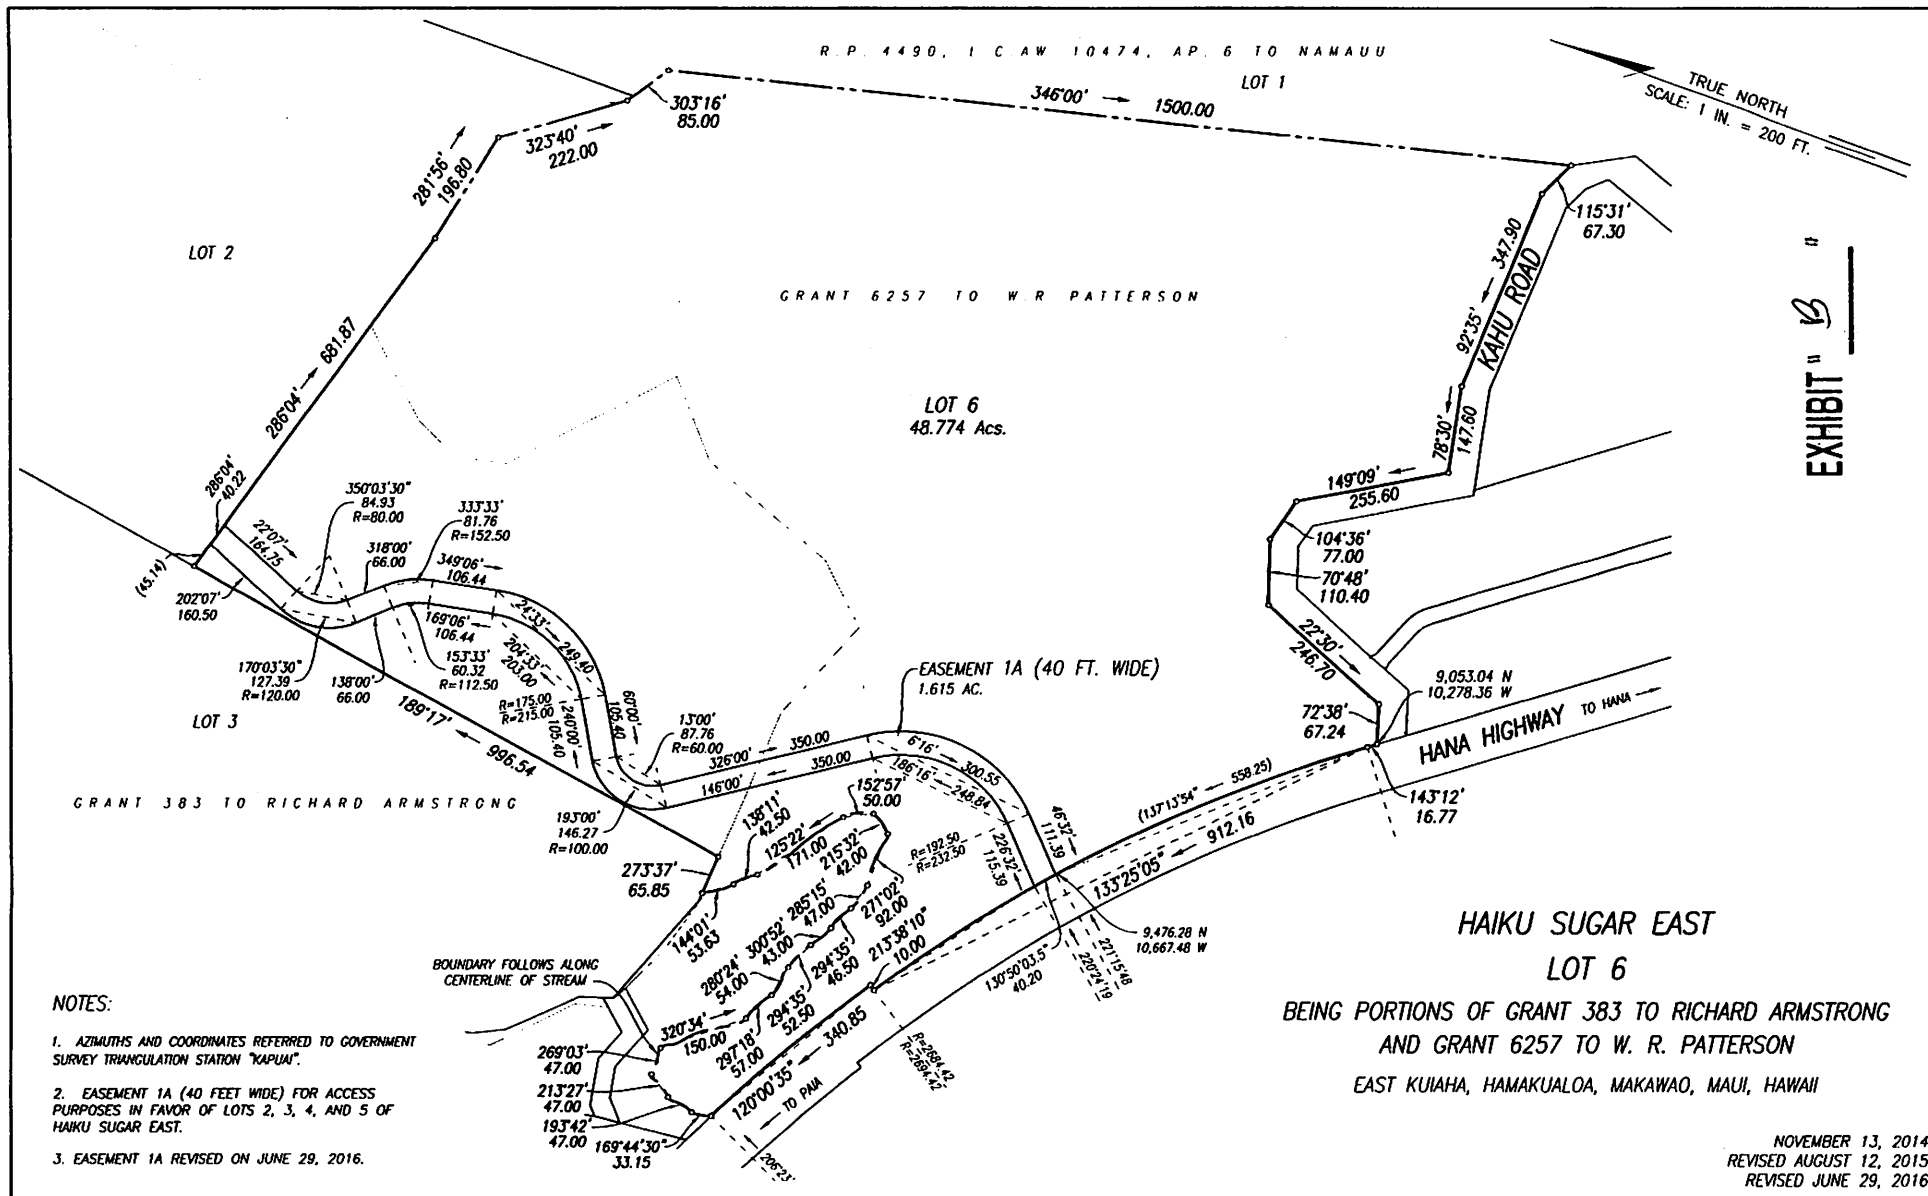 R.P. 4490, L C.AW 10474, AP. 6 TO NAMAUU
LOT 1
346°00' 1500.00
TRUE NORTH
SCALE: 1 IN. = 200 FT.
303°16'
85.00
323°40'
222.00
281°56'
196.80
115°31'
67.30
LOT 2
92°35' 347.90
KAHU ROAD
EXHIBIT "B"
GRANT 6257 TO W.R PATTERSON
286°04' 681.87
LOT 6
48.774 Acs.
78°30'
147.60
149°09'
255.60
286°04'
40.22
350°03'30"
84.93
R=80.00
333°33'
81.76
R=152.50
22°07'
164.75
318°00'
66.00
349°06'
106.44
104°36'
77.00
70°48'
110.40
(45.14)
202°07'
160.50
24°33' 249.40
169°06'
106.44
204°33'
203.00
153°33'
60.32
R=112.50
22°30'
246.70
170°03'30"
127.39
R=120.00
138°00'
66.00
EASEMENT 1A (40 FT. WIDE)
1.615 AC.
9,053.04 N
10,278.36 W
R=175.00
R=215.00
60°00'
105.40
240°00'
105.40
LOT 3
189°17' 996.54
13°00'
87.76
R=60.00
72°38'
67.24
HANA HIGHWAY TO HANA
326°00' 350.00
146°00' 350.00
6°16' 300.55
186°16' 248.84
(137°13'54" 558.25)
GRANT 383 TO RICHARD ARMSTRONG
193°00'
146.27
R=100.00
152°57'
50.00
138°11'
42.50
125°22'
171.00
215°32'
42.00
R=192.50
R=232.50
46°32'
111.39
226°32'
115.39
143°12'
16.77
133°25'05" 912.16
273°37'
65.85
144°01'
53.63
285°15'
47.00
271°02'
92.00
300°52'
43.00
213°38'10"
10.00
280°24'
54.00
294°35'
46.50
294°35'
52.50
9,476.28 N
10,667.48 W
221°15'48"
220°24'19"
130°50'03.5"
40.20
HAIKU SUGAR EAST
LOT 6
BEING PORTIONS OF GRANT 383 TO RICHARD ARMSTRONG
AND GRANT 6257 TO W. R. PATTERSON
EAST KUIAHA, HAMAKUALOA, MAKAWAO, MAUI, HAWAII
BOUNDARY FOLLOWS ALONG
CENTERLINE OF STREAM
320°34'
150.00
297°18'
57.00
269°03'
47.00
213°27'
47.00
193°42'
47.00
169°44'30"
33.15
120°00'35" 340.85
TO PAIA
R=2684.42
R=2694.42
206°23'
NOTES:
1. AZIMUTHS AND COORDINATES REFERRED TO GOVERNMENT
SURVEY TRIANGULATION STATION "KAPUAI".
2. EASEMENT 1A (40 FEET WIDE) FOR ACCESS
PURPOSES IN FAVOR OF LOTS 2, 3, 4, AND 5 OF
HAIKU SUGAR EAST.
3. EASEMENT 1A REVISED ON JUNE 29, 2016.
NOVEMBER 13, 2014
REVISED AUGUST 12, 2015
REVISED JUNE 29, 2016